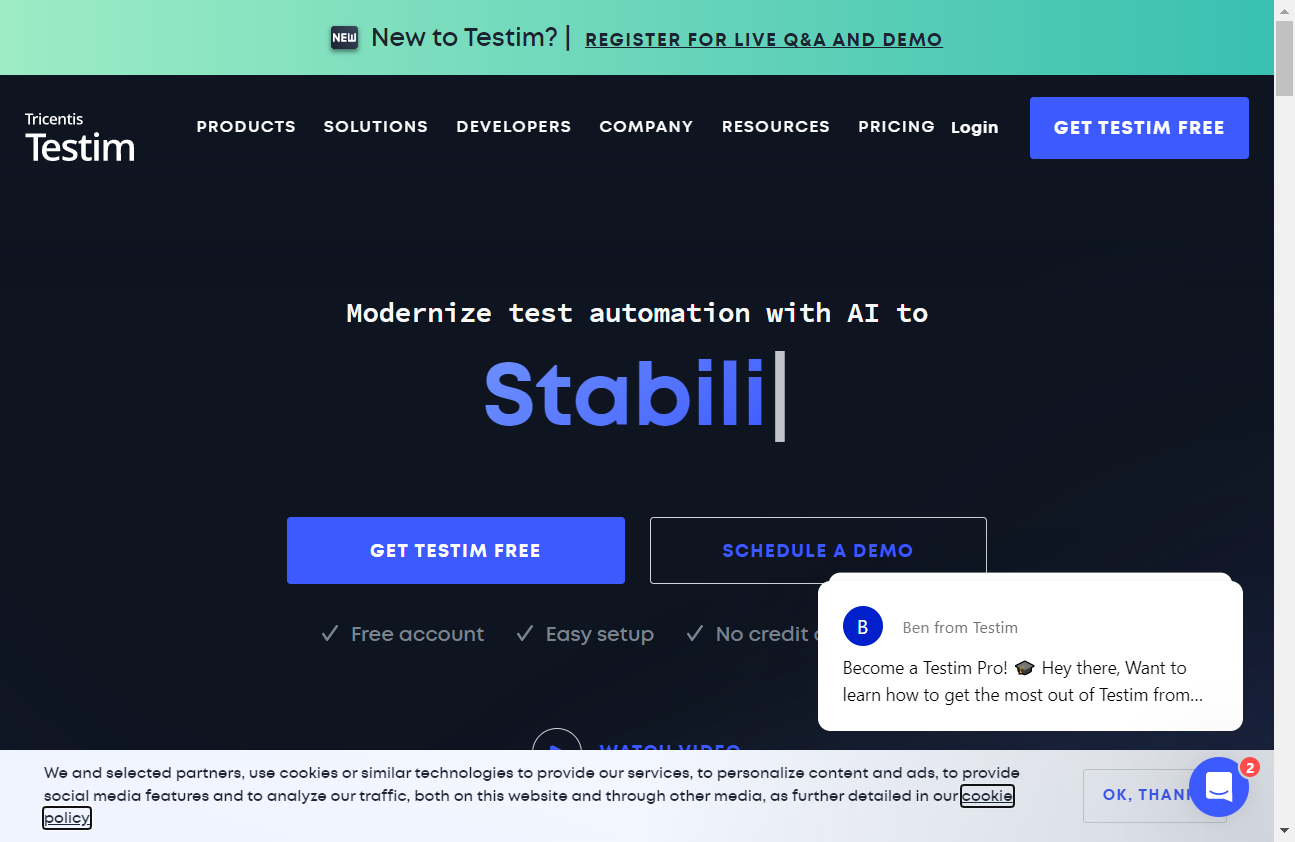 NEW New to Testim? | REGISTER FOR LIVE Q&A AND DEMO
Tricentis
Testim
PRODUCTS SOLUTIONS DEVELOPERS COMPANY RESOURCES PRICING Login GET TESTIM FREE
Modernize test automation with AI to
Stabili
GET TESTIM FREE SCHEDULE A DEMO
✓ Free account ✓ Easy setup ✓ No credit
B Ben from Testim
Become a Testim Pro! 🎓 Hey there, Want to
learn how to get the most out of Testim from...
WATCH VIDEO
We and selected partners, use cookies or similar technologies to provide our services, to personalize content and ads, to provide
social media features and to analyze our traffic, both on this website and through other media, as further detailed in our cookie
policy.
OK, THAN
2